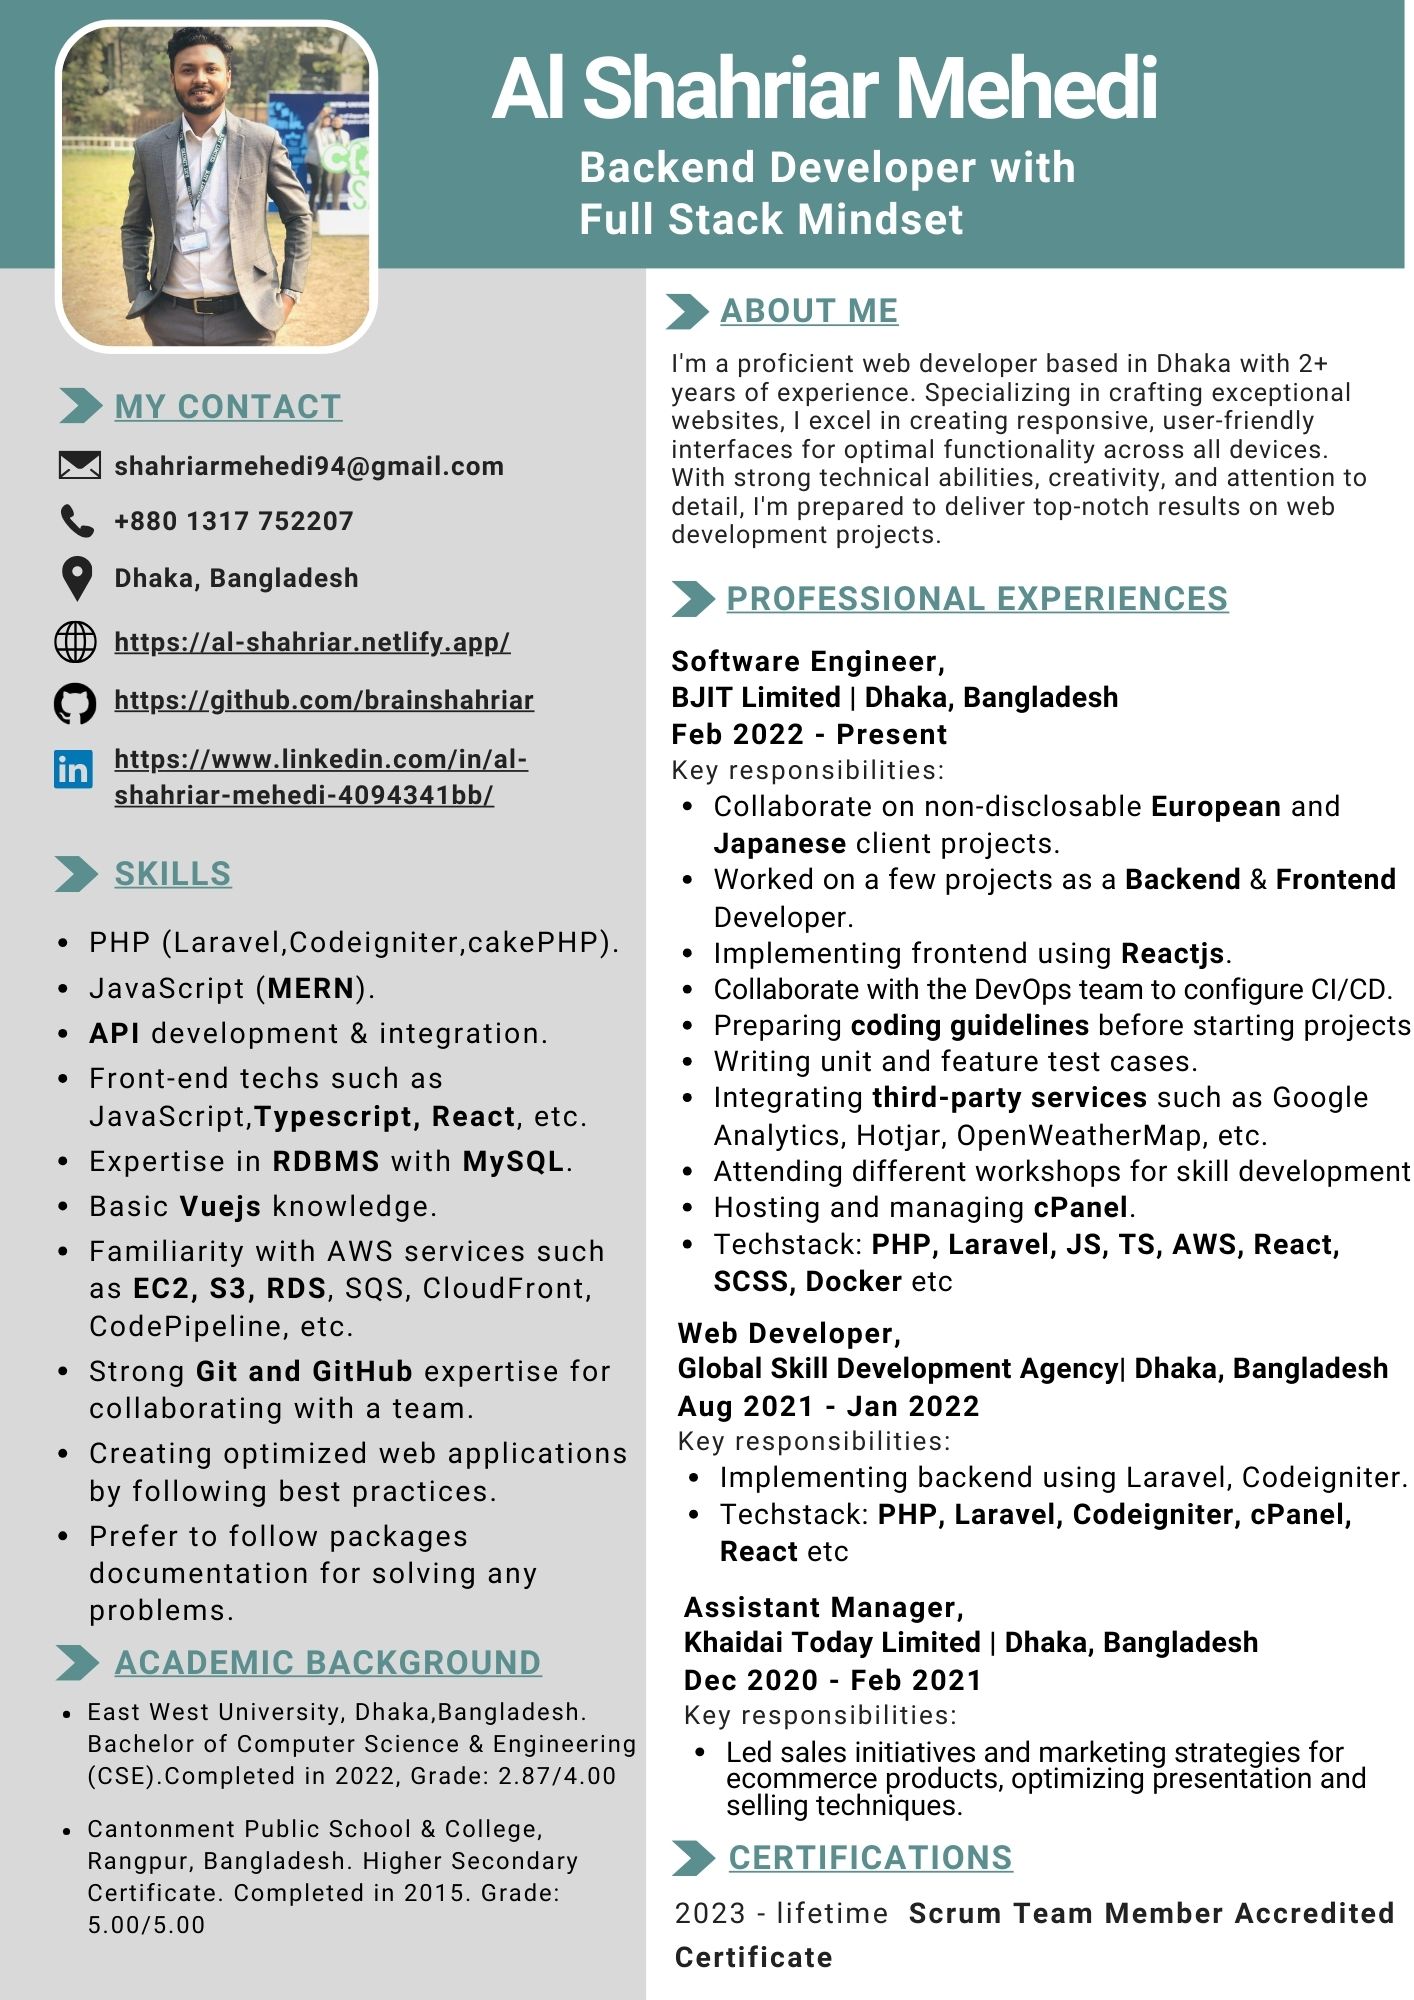 Al Shahriar Mehedi
Backend Developer with
Full Stack Mindset
MY CONTACT
shahriarmehedi94@gmail.com
+880 1317 752207
Dhaka, Bangladesh
https://al-shahriar.netlify.app/
https://github.com/brainshahriar
https://www.linkedin.com/in/al-
shahriar-mehedi-4094341bb/
SKILLS
• PHP (Laravel,Codeigniter,cakePHP).
• JavaScript (MERN).
• API development & integration.
• Front-end techs such as
JavaScript,Typescript, React, etc.
• Expertise in RDBMS with MySQL.
• Basic Vuejs knowledge.
• Familiarity with AWS services such
as EC2, S3, RDS, SQS, CloudFront,
CodePipeline, etc.
• Strong Git and GitHub expertise for
collaborating with a team.
• Creating optimized web applications
by following best practices.
• Prefer to follow packages
documentation for solving any
problems.
ACADEMIC BACKGROUND
• East West University, Dhaka,Bangladesh.
Bachelor of Computer Science & Engineering
(CSE).Completed in 2022, Grade: 2.87/4.00
• Cantonment Public School & College,
Rangpur, Bangladesh. Higher Secondary
Certificate. Completed in 2015. Grade:
5.00/5.00
ABOUT ME
I'm a proficient web developer based in Dhaka with 2+
years of experience. Specializing in crafting exceptional
websites, I excel in creating responsive, user-friendly
interfaces for optimal functionality across all devices.
With strong technical abilities, creativity, and attention to
detail, I'm prepared to deliver top-notch results on web
development projects.
PROFESSIONAL EXPERIENCES
Software Engineer,
BJIT Limited | Dhaka, Bangladesh
Feb 2022 - Present
Key responsibilities:
• Collaborate on non-disclosable European and
Japanese client projects.
• Worked on a few projects as a Backend & Frontend
Developer.
• Implementing frontend using Reactjs.
• Collaborate with the DevOps team to configure CI/CD.
• Preparing coding guidelines before starting projects
• Writing unit and feature test cases.
• Integrating third-party services such as Google
Analytics, Hotjar, OpenWeatherMap, etc.
• Attending different workshops for skill development
• Hosting and managing cPanel.
• Techstack: PHP, Laravel, JS, TS, AWS, React,
SCSS, Docker etc
Web Developer,
Global Skill Development Agency| Dhaka, Bangladesh
Aug 2021 - Jan 2022
Key responsibilities:
• Implementing backend using Laravel, Codeigniter.
• Techstack: PHP, Laravel, Codeigniter, cPanel,
React etc
Assistant Manager,
Khaidai Today Limited | Dhaka, Bangladesh
Dec 2020 - Feb 2021
Key responsibilities:
• Led sales initiatives and marketing strategies for
ecommerce products, optimizing presentation and
selling techniques.
CERTIFICATIONS
2023 - lifetime Scrum Team Member Accredited
Certificate